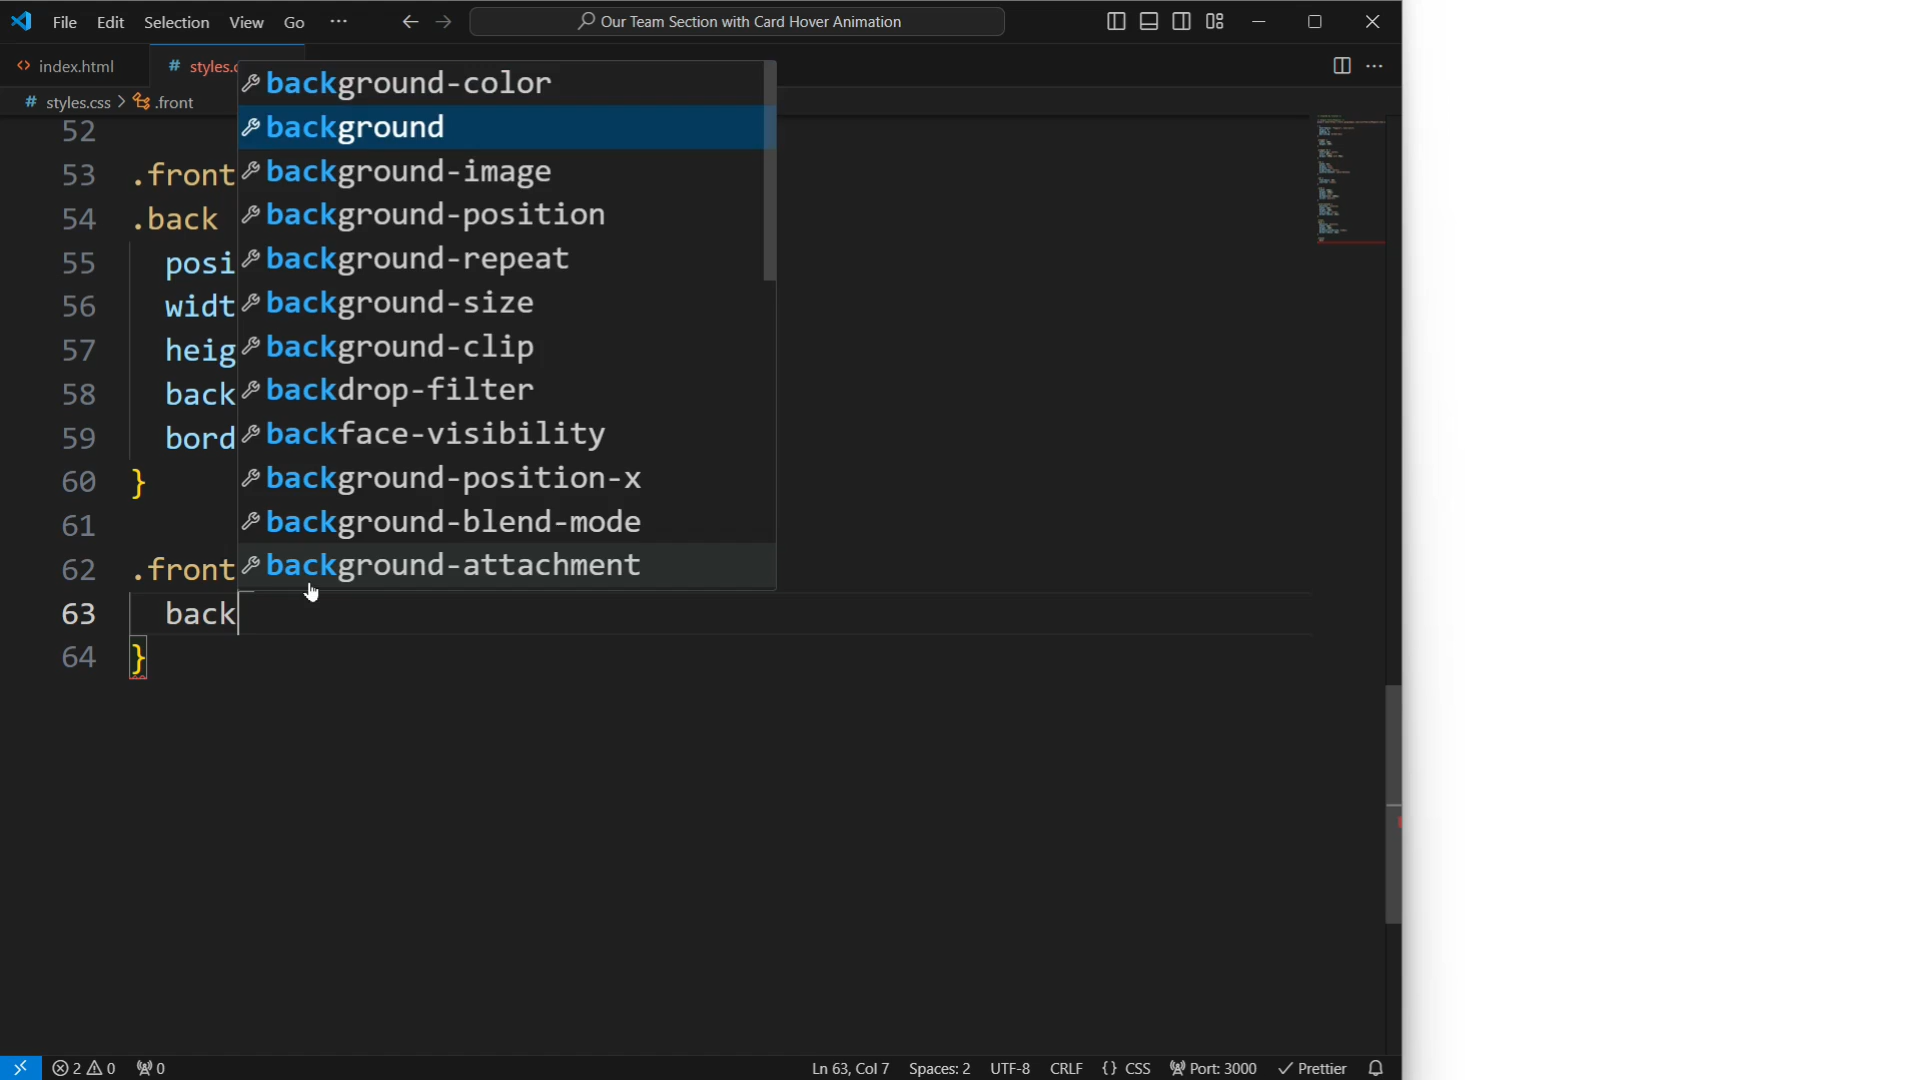 File Edit Selection View Go ··· ← → Our Team Section with Card Hover Animation
<> index.html # styles.c
# styles.css > .front
52
53 .front
54 .back
55 posi
56 widt
57 heig
58 back
59 bord
60 }
61
62 .front
63 back
64 }
background-color
background
background-image
background-position
background-repeat
background-size
background-clip
backdrop-filter
backface-visibility
background-position-x
background-blend-mode
background-attachment
2 0 0 Ln 63, Col 7 Spaces: 2 UTF-8 CRLF {} CSS Port: 3000 ✓ Prettier